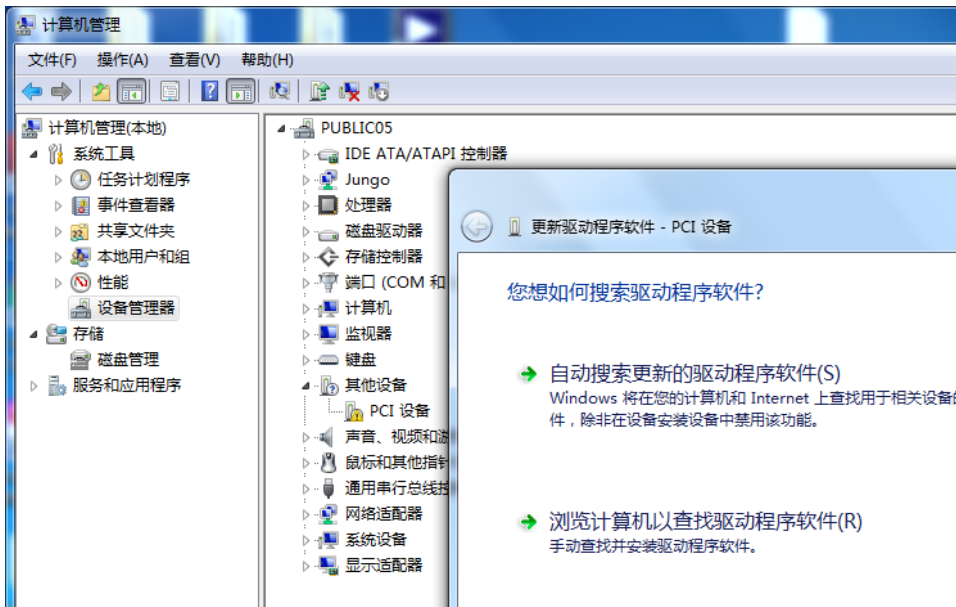 计算机管理
文件(F) 操作(A) 查看(V) 帮助(H)
计算机管理(本地)
系统工具
任务计划程序
事件查看器
共享文件夹
本地用户和组
性能
设备管理器
存储
磁盘管理
服务和应用程序
PUBLIC05
IDE ATA/ATAPI 控制器
Jungo
处理器
磁盘驱动器
存储控制器
端口 (COM 和
计算机
监视器
键盘
其他设备
PCI 设备
声音、视频和游
鼠标和其他指针
通用串行总线控
网络适配器
系统设备
显示适配器
更新驱动程序软件 - PCI 设备
您想如何搜索驱动程序软件?
自动搜索更新的驱动程序软件(S)
Windows 将在您的计算机和 Internet 上查找用于相关设备
件，除非在设备安装设备中禁用该功能。
浏览计算机以查找驱动程序软件(R)
手动查找并安装驱动程序软件。